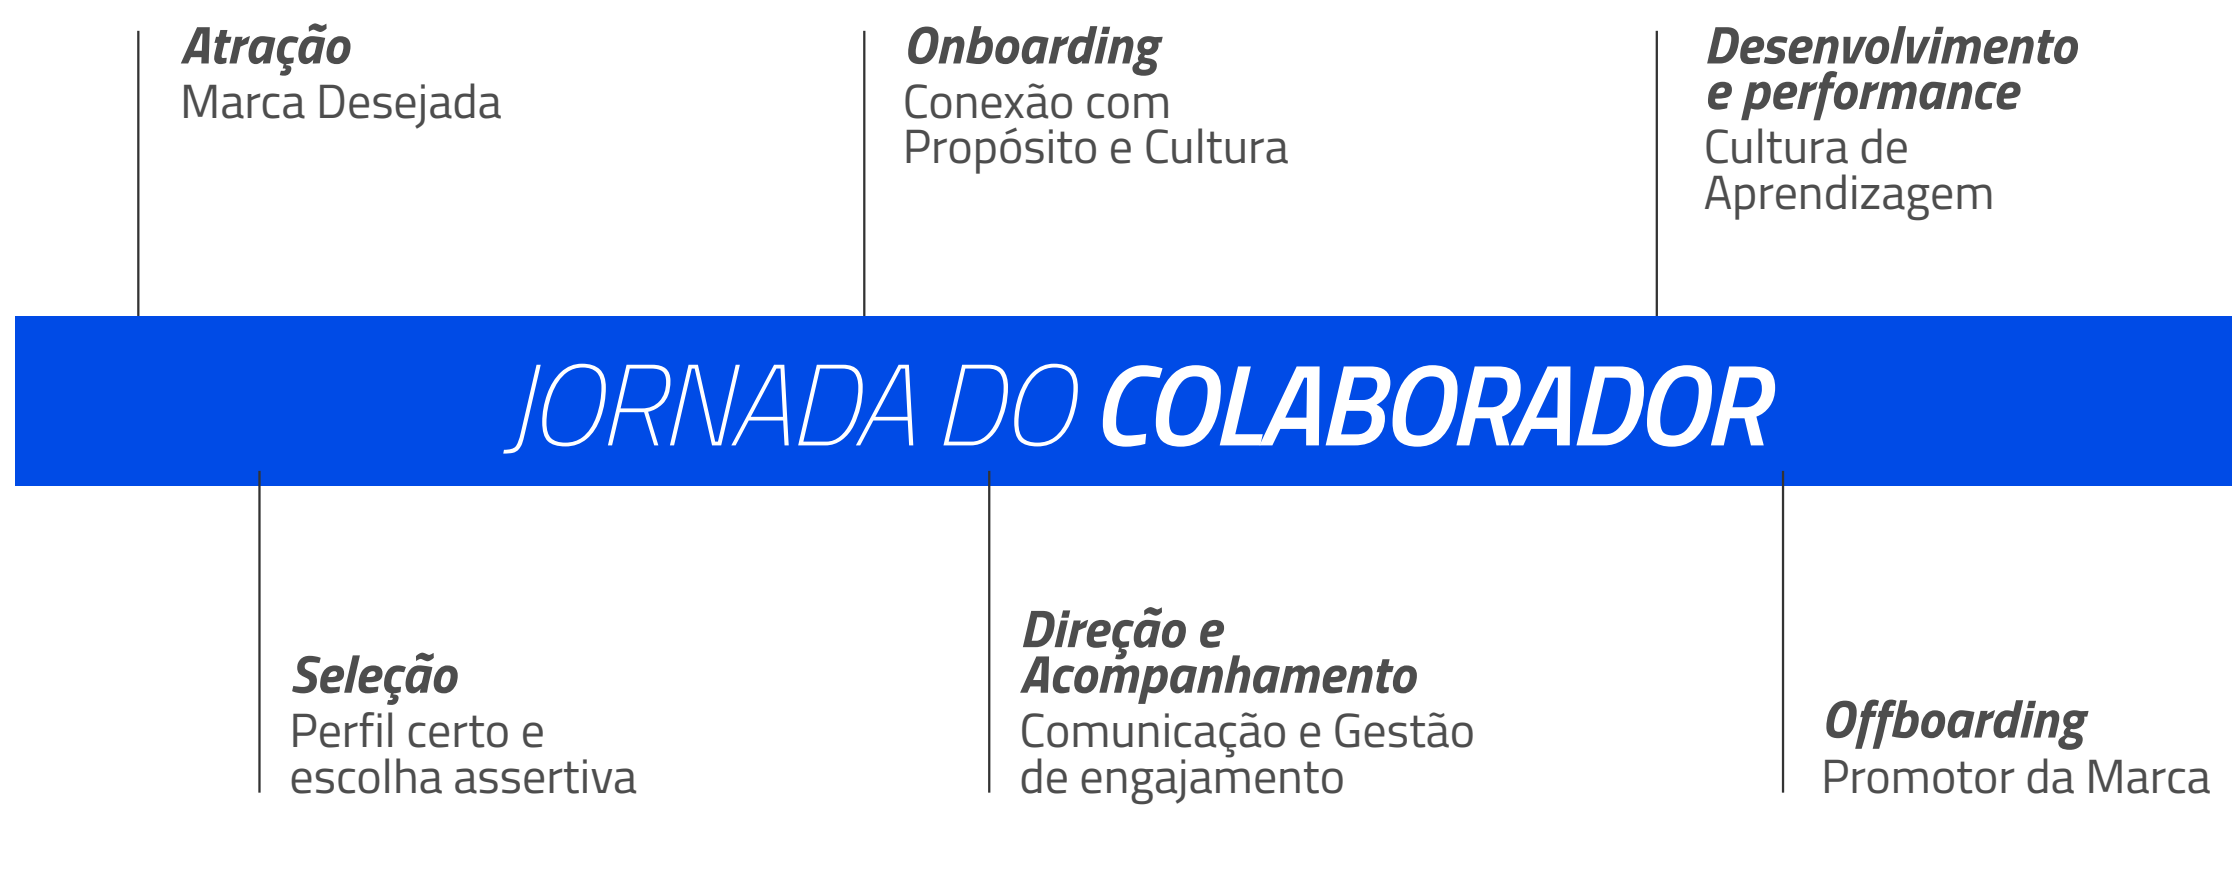 Atração
Marca Desejada
Onboarding
Conexão com
Propósito e Cultura
Desenvolvimento
e performance
Cultura de
Aprendizagem
JORNADA DO COLABORADOR
Seleção
Perfil certo e
escolha assertiva
Direção e
Acompanhamento
Comunicação e Gestão
de engajamento
Offboarding
Promotor da Marca